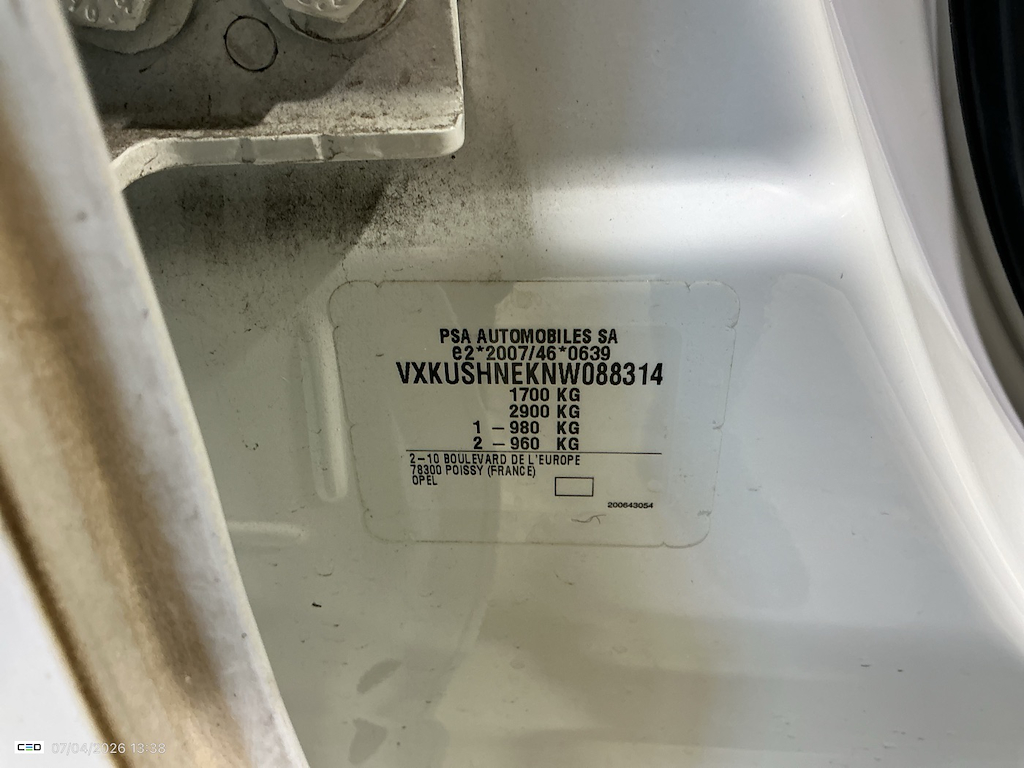 PSA AUTOMOBILES SA
e2*2007/46*0639
VXKUSHNEKNW088314
1700 KG
2900 KG
1 – 980 KG
2 – 960 KG
2–10 BOULEVARD DE L'EUROPE
78300 POISSY (FRANCE)
OPEL
200643054
CEO 07/04/2026 13:38